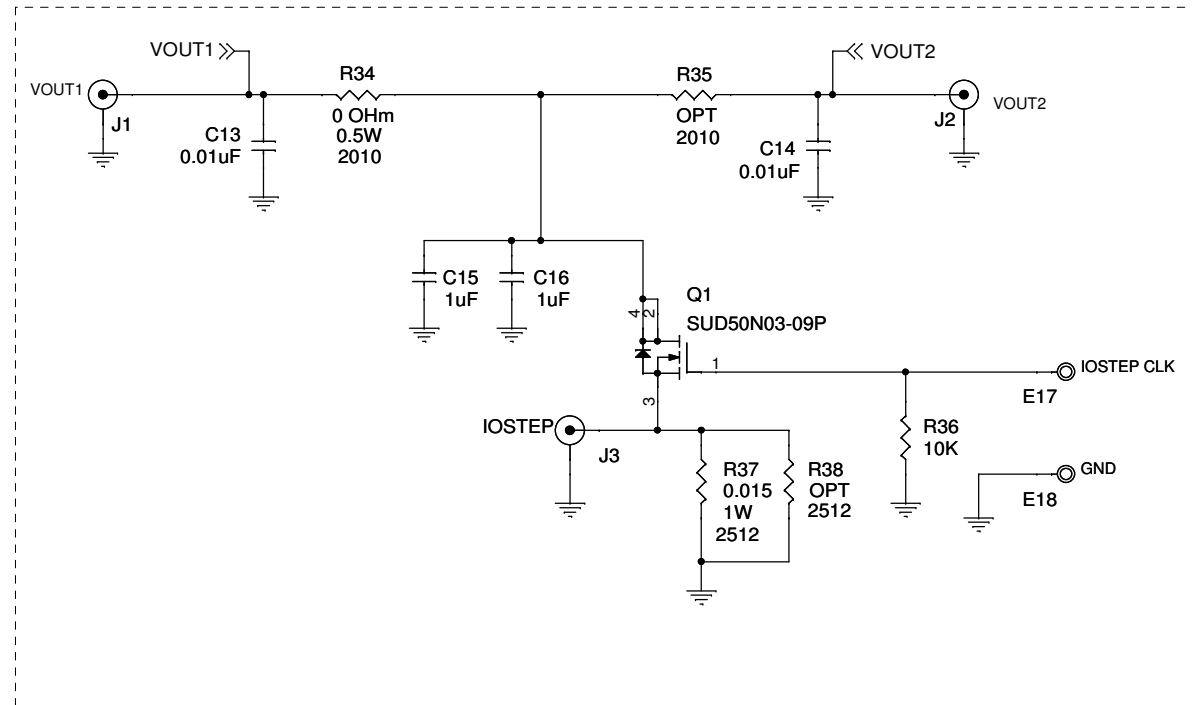 VOUT1
VOUT2
VOUT1
J1
R34
0 OHm
0.5W
2010
R35
OPT
2010
J2
VOUT2
C13
0.01uF
C14
0.01uF
C15
1uF
C16
1uF
Q1
SUD50N03-09P
4
2
1
3
IOSTEP CLK
E17
IOSTEP
J3
R36
10K
R37
0.015
1W
2512
R38
OPT
2512
GND
E18